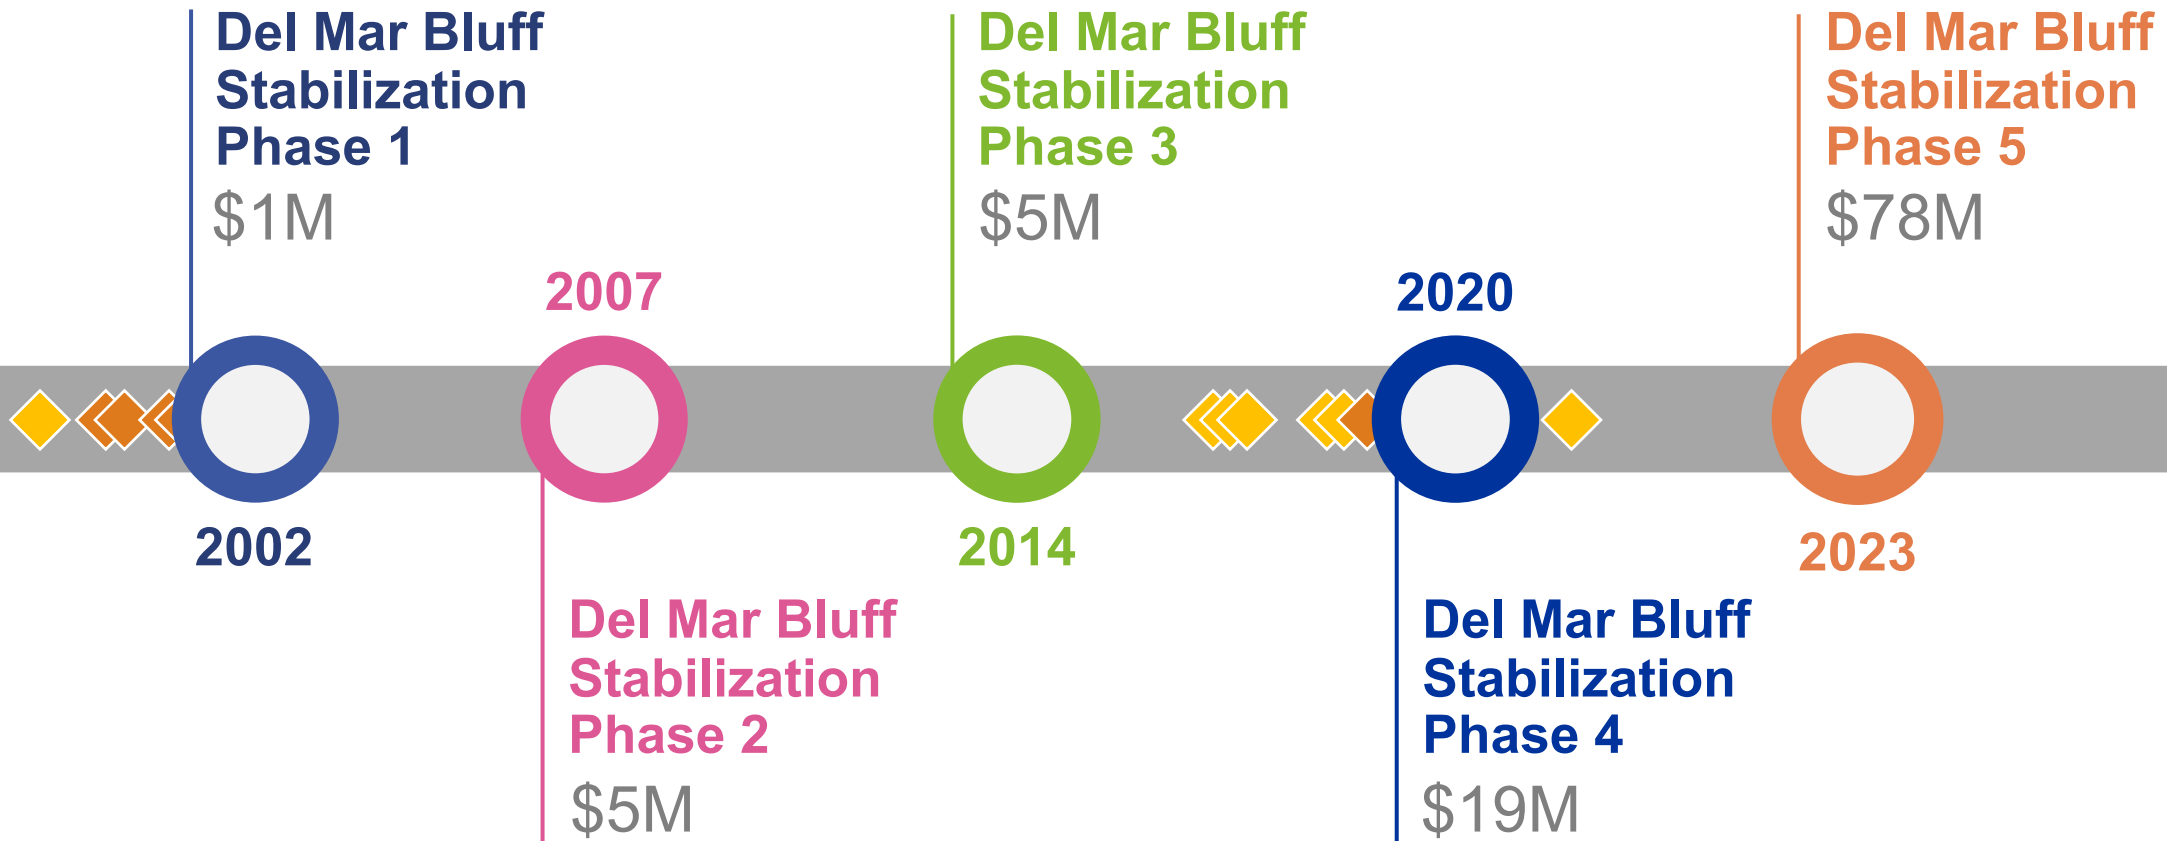 Del Mar Bluff
Stabilization
Phase 1
$1M
2002
2007
Del Mar Bluff
Stabilization
Phase 2
$5M
Del Mar Bluff
Stabilization
Phase 3
$5M
2014
2020
Del Mar Bluff
Stabilization
Phase 4
$19M
Del Mar Bluff
Stabilization
Phase 5
$78M
2023